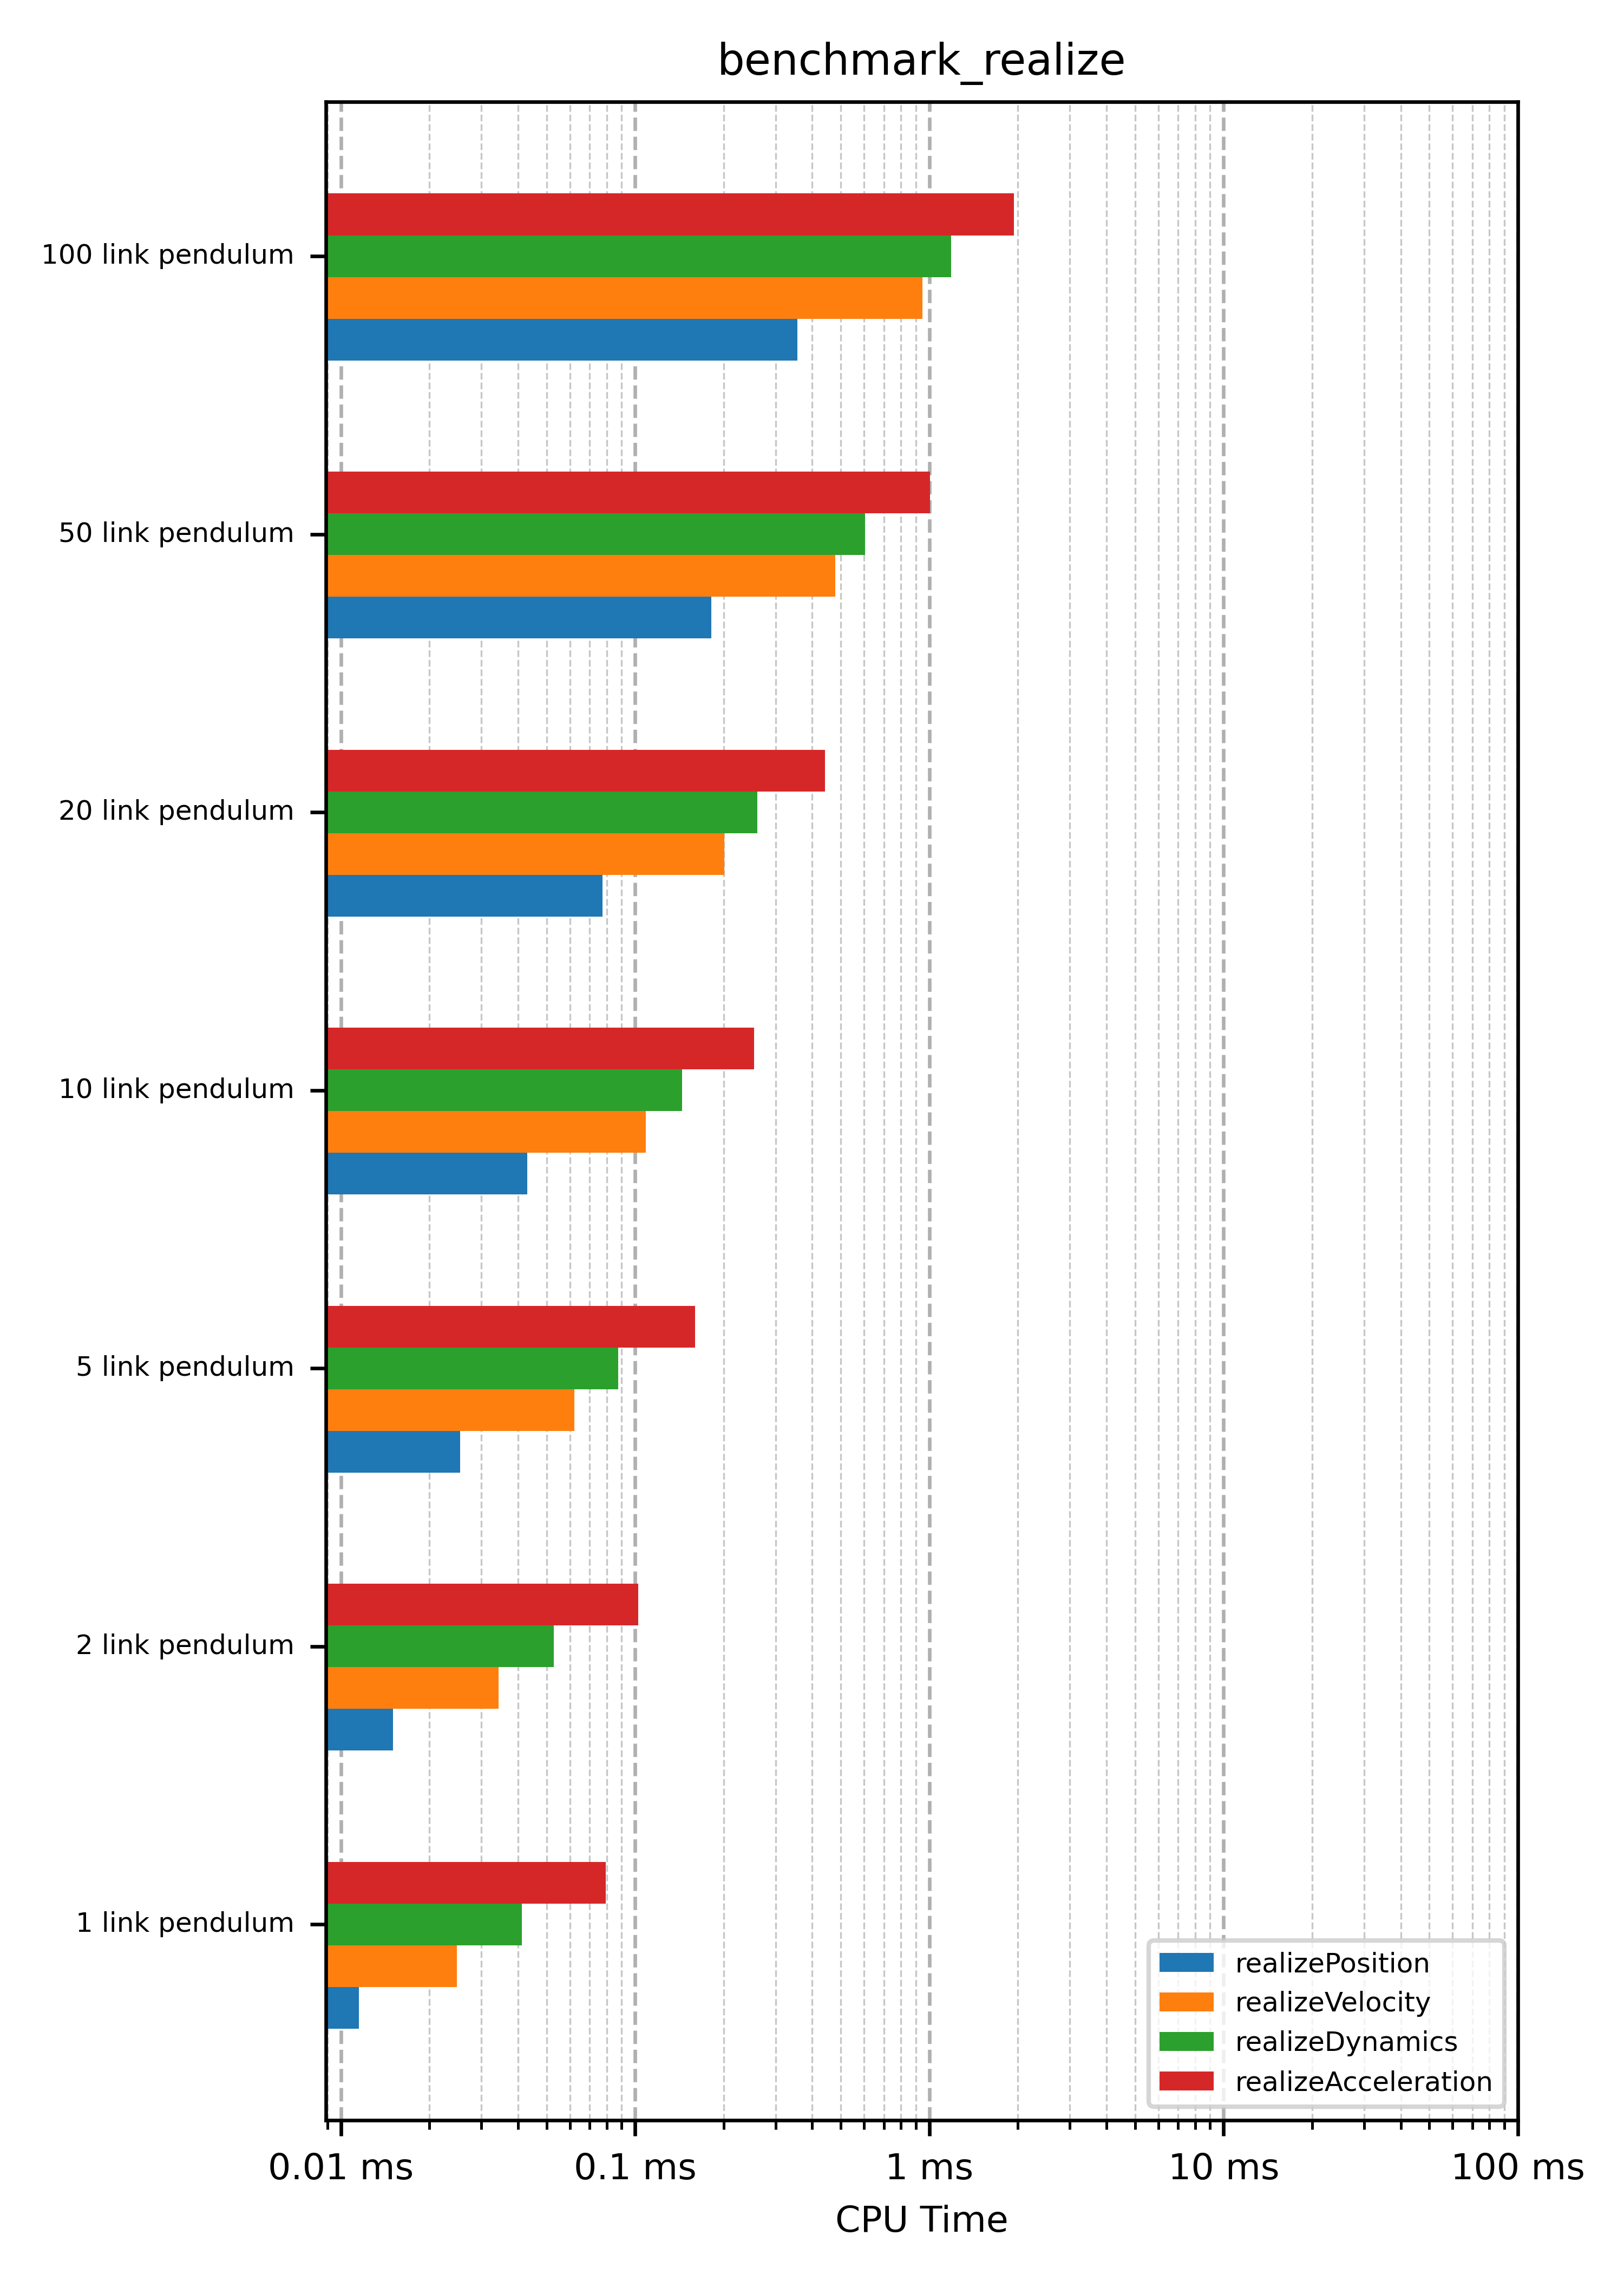 benchmark_realize
100 link pendulum
50 link pendulum
20 link pendulum
10 link pendulum
5 link pendulum
2 link pendulum
1 link pendulum
realizePosition
realizeVelocity
realizeDynamics
realizeAcceleration
0.01 ms 0.1 ms 1 ms 10 ms 100 ms
CPU Time